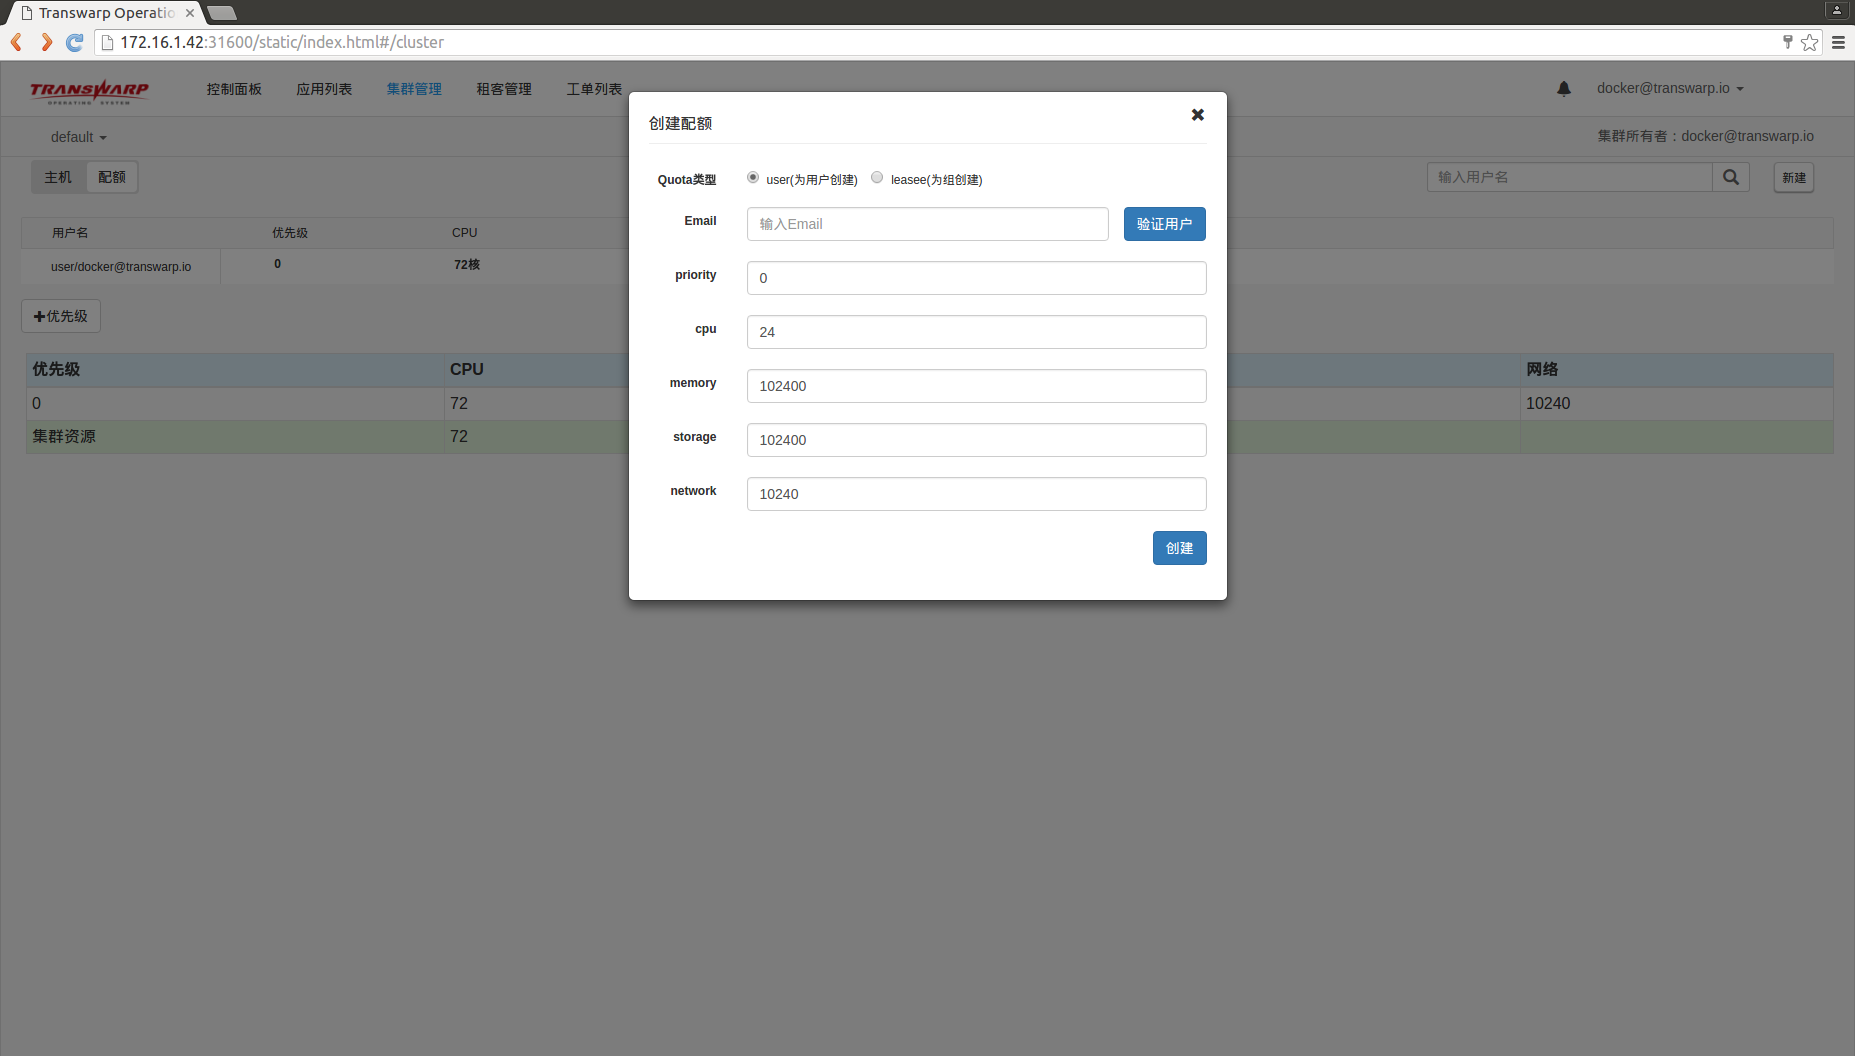 Transwarp Operatio
172.16.1.42:31600/static/index.html#/cluster
TRANSWARP
OPERATING SYSTEM
控制面板 应用列表 集群管理 租客管理 工单列表
docker@transwarp.io
default
集群所有者：docker@transwarp.io
主机 配额
输入用户名
新建
用户名 优先级 CPU
user/docker@transwarp.io 0 72核
优先级
优先级 CPU 网络
0 72 10240
集群资源 72
创建配额
Quota类型 user(为用户创建) leasee(为组创建)
Email 输入Email 验证用户
priority 0
cpu 24
memory 102400
storage 102400
network 10240
创建